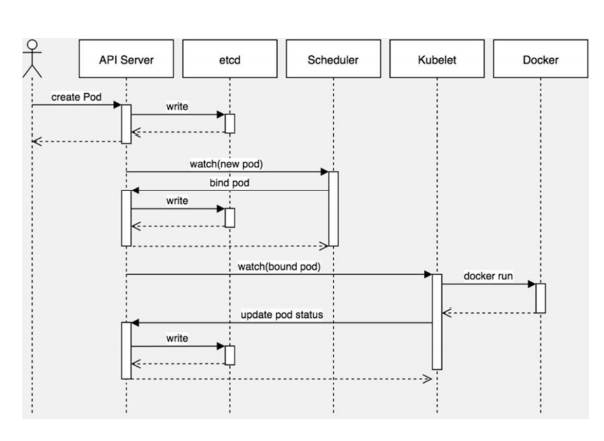 API Server
etcd
Scheduler
Kubelet
Docker
create Pod
write
watch(new pod)
bind pod
write
watch(bound pod)
docker run
update pod status
write